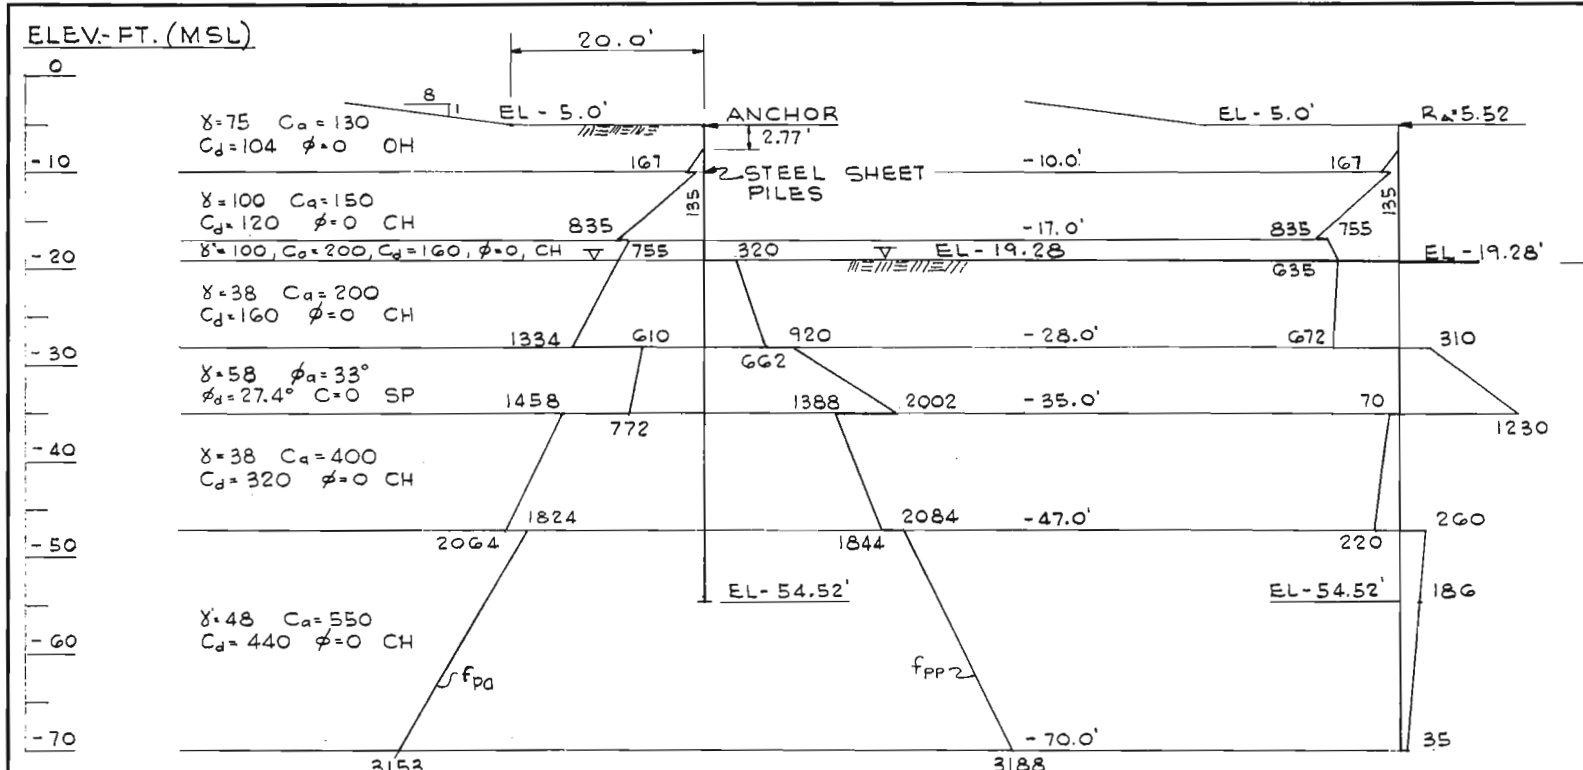 ELEV.- FT. (MSL)
20.0'
0
8
1
EL - 5.0'
ANCHOR
EL - 5.0'
RA=5.52
γ=75 Ca = 130
Cd= 104 φ=0 OH
2.77'
-10
167
STEEL SHEET
PILES
-10.0'
167
γ=100 Ca=150
Cd= 120 φ=0 CH
135
135
835
-17.0'
835
755
γ=100, Ca=200, Cd=160, φ=0, CH
755
320
EL-19.28
EL-19.28'
-20
635
γ=38 Ca=200
Cd=160 φ=0 CH
1334
610
920
-28.0'
672
310
-30
662
γ=58 φa=33°
φd=27.4° C=0 SP
1458
1388
2002
-35.0'
70
772
1230
-40
γ=38 Ca=400
Cd=320 φ=0 CH
1824
2084
-47.0'
260
2064
1844
220
-50
EL-54.52'
EL-54.52'
186
γ=48 Ca=550
Cd=440 φ=0 CH
-60
fpa
fpp
-70
-70.0'
35
3153
3188